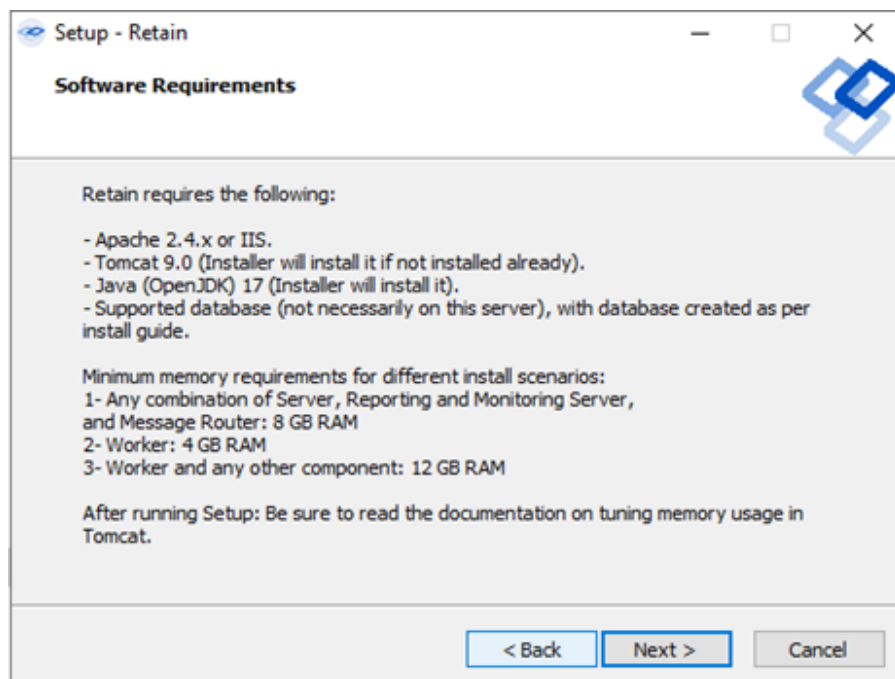 Setup - Retain
Software Requirements
Retain requires the following:
- Apache 2.4.x or IIS.
- Tomcat 9.0 (Installer will install it if not installed already).
- Java (OpenJDK) 17 (Installer will install it).
- Supported database (not necessarily on this server), with database created as per
install guide.
Minimum memory requirements for different install scenarios:
1- Any combination of Server, Reporting and Monitoring Server,
and Message Router: 8 GB RAM
2- Worker: 4 GB RAM
3- Worker and any other component: 12 GB RAM
After running Setup: Be sure to read the documentation on tuning memory usage in
Tomcat.
< Back Next > Cancel